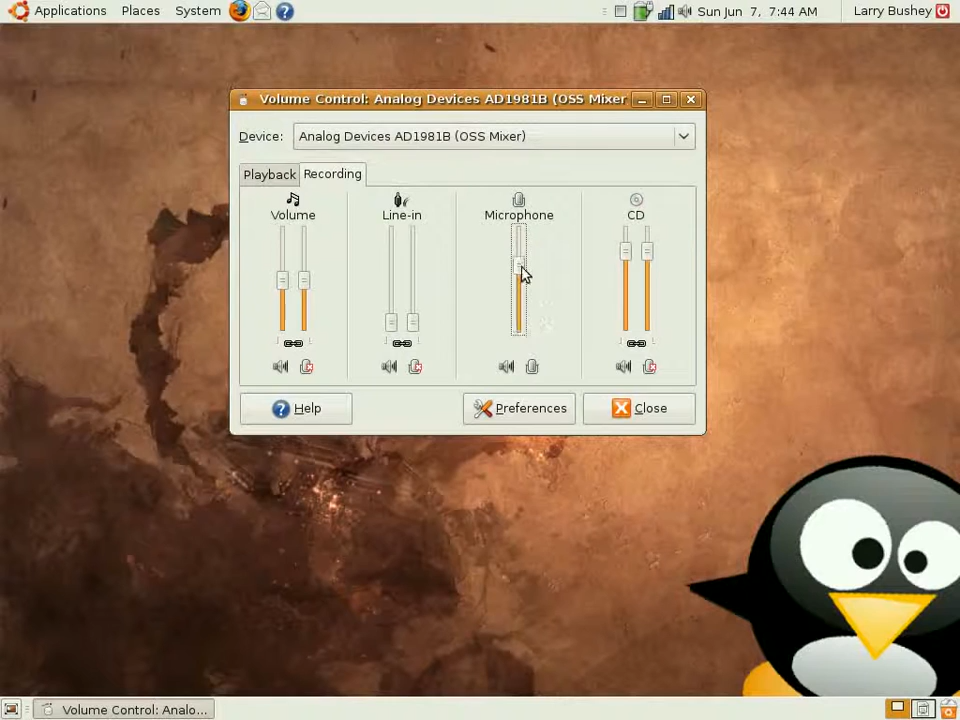 Applications Places System Sun Jun 7, 7:44 AM Larry Bushey
Volume Control: Analog Devices AD1981B (OSS Mixer
Device: Analog Devices AD1981B (OSS Mixer)
Playback Recording
Volume Line-in Microphone CD
Help Preferences Close
Volume Control: Analo...